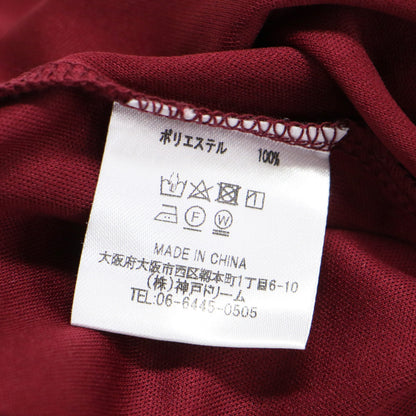 ポリエステル 100%
F W
MADE IN CHINA
大阪府大阪市西区郷本町1丁目6-10
(株)神戸ドリーム
TEL:06-6445-0505